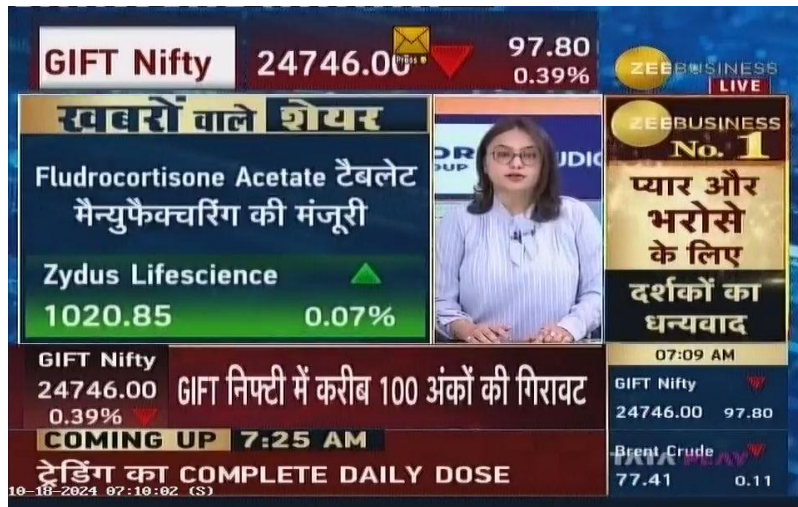 GIFT Nifty
24746.00
Press
97.80
0.39%
ZEEBUSINESS
LIVE
खबरों वाले शेयर
Fludrocortisone Acetate टैबलेट
मैन्युफैक्चरिंग की मंजूरी
Zydus Lifescience
1020.85 0.07%
ZEEBUSINESS
No. 1
प्यार और
भरोसे
के लिए
दर्शकों का
धन्यवाद
07:09 AM
GIFT Nifty
24746.00
0.39%
GIFT निफ्टी में करीब 100 अंकों की गिरावट
GIFT Nifty
24746.00 97.80
COMING UP 7:25 AM
ट्रेडिंग का COMPLETE DAILY DOSE
Brent Crude
TATA PLAY
77.41 0.11
10-18-2024 07:10:02 (S)